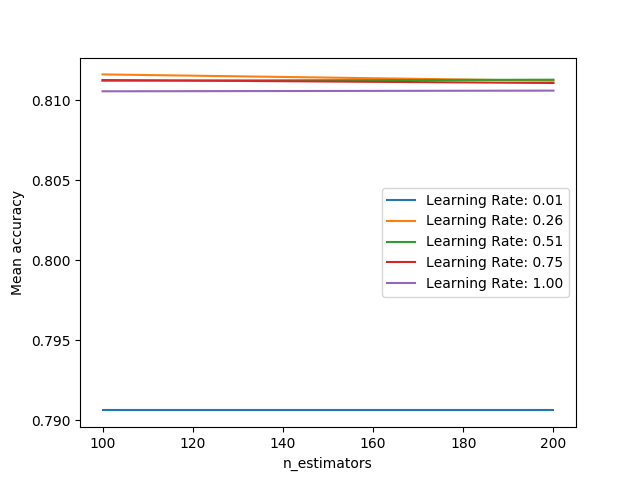 0.810
0.805
0.800
0.795
0.790
Mean accuracy
Learning Rate: 0.01
Learning Rate: 0.26
Learning Rate: 0.51
Learning Rate: 0.75
Learning Rate: 1.00
100 120 140 160 180 200
n_estimators